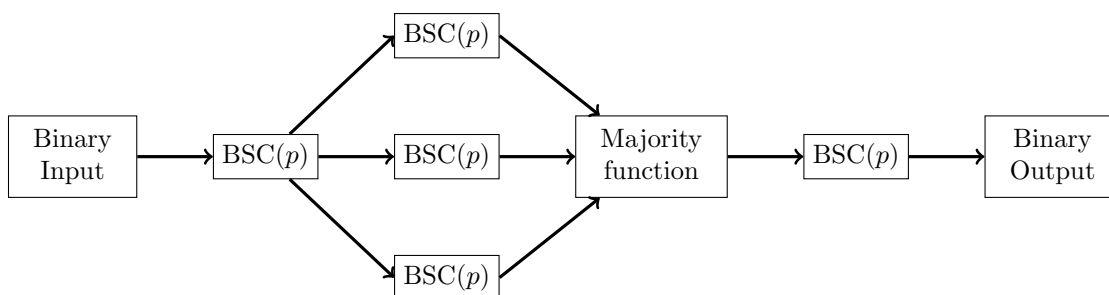 BSC(p)
Binary
Input
BSC(p)
BSC(p)
Majority
function
BSC(p)
Binary
Output
BSC(p)